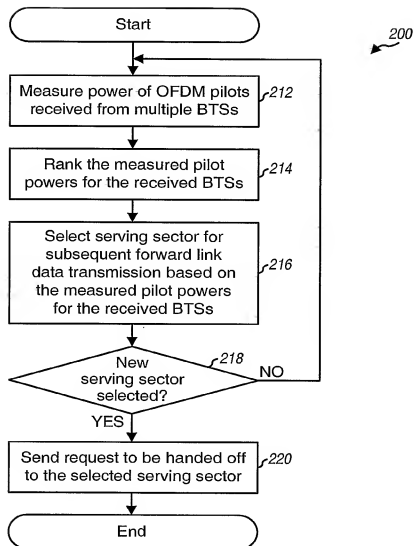 Start
200
Measure power of OFDM pilots
received from multiple BTSs
212
Rank the measured pilot
powers for the received BTSs
214
Select serving sector for
subsequent forward link
data transmission based on
the measured pilot powers
for the received BTSs
216
218
New
serving sector
selected?
NO
YES
Send request to be handed off
to the selected serving sector
220
End